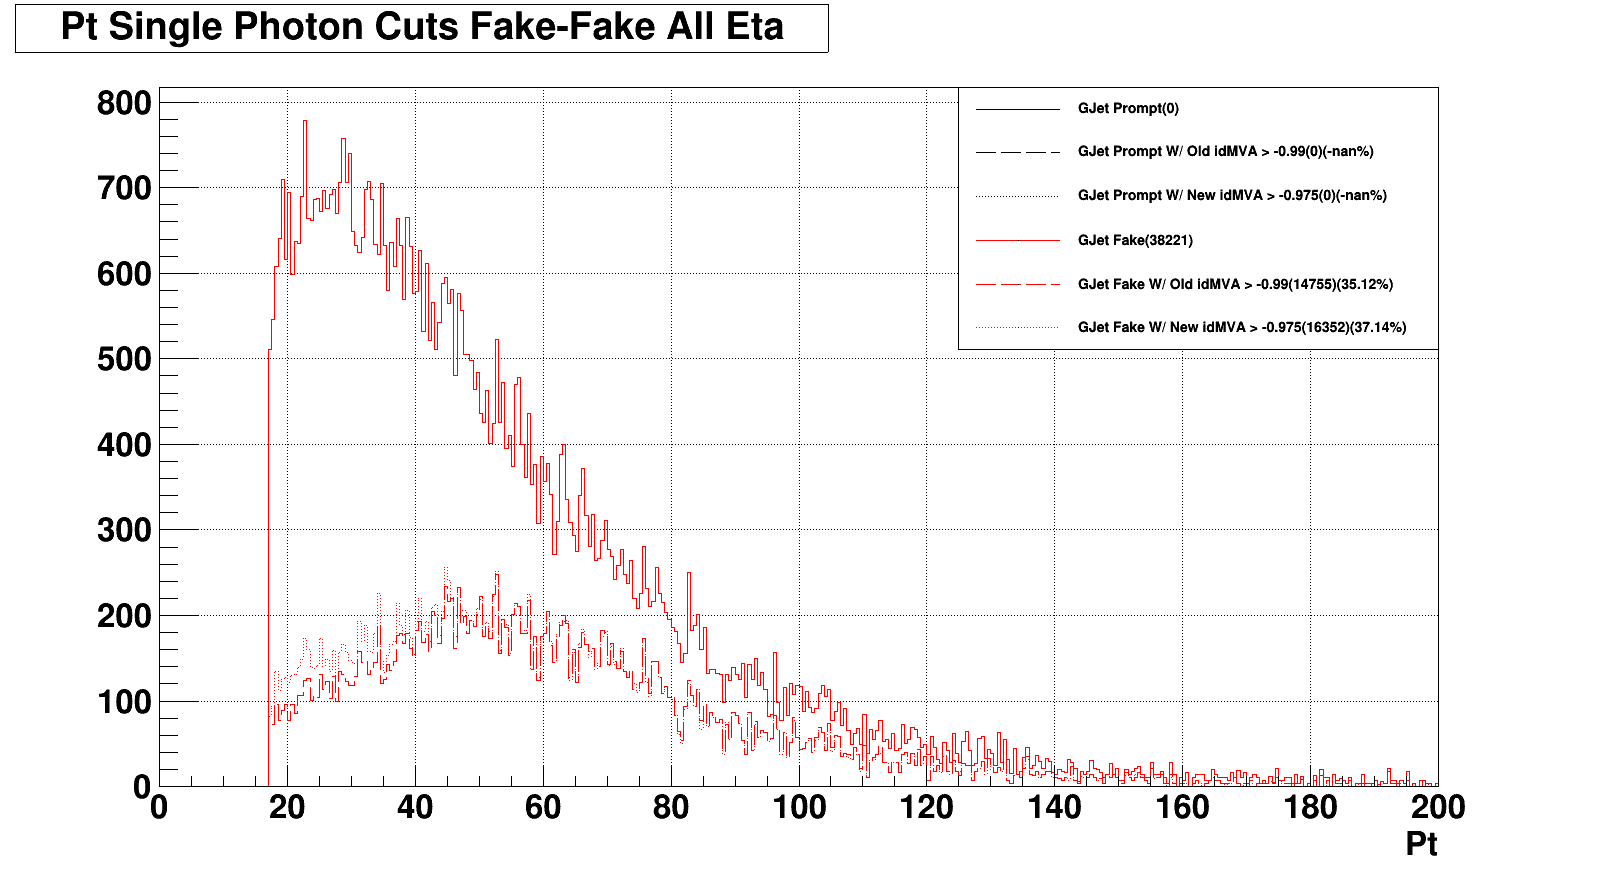 Pt Single Photon Cuts Fake-Fake All Eta
800
700
600
500
400
300
200
100
0
GJet Prompt(0)
GJet Prompt W/ Old idMVA > -0.99(0)(-nan%)
GJet Prompt W/ New idMVA > -0.975(0)(-nan%)
GJet Fake(38221)
GJet Fake W/ Old idMVA > -0.99(14755)(35.12%)
GJet Fake W/ New idMVA > -0.975(16352)(37.14%)
0 20 40 60 80 100 120 140 160 180 200
Pt